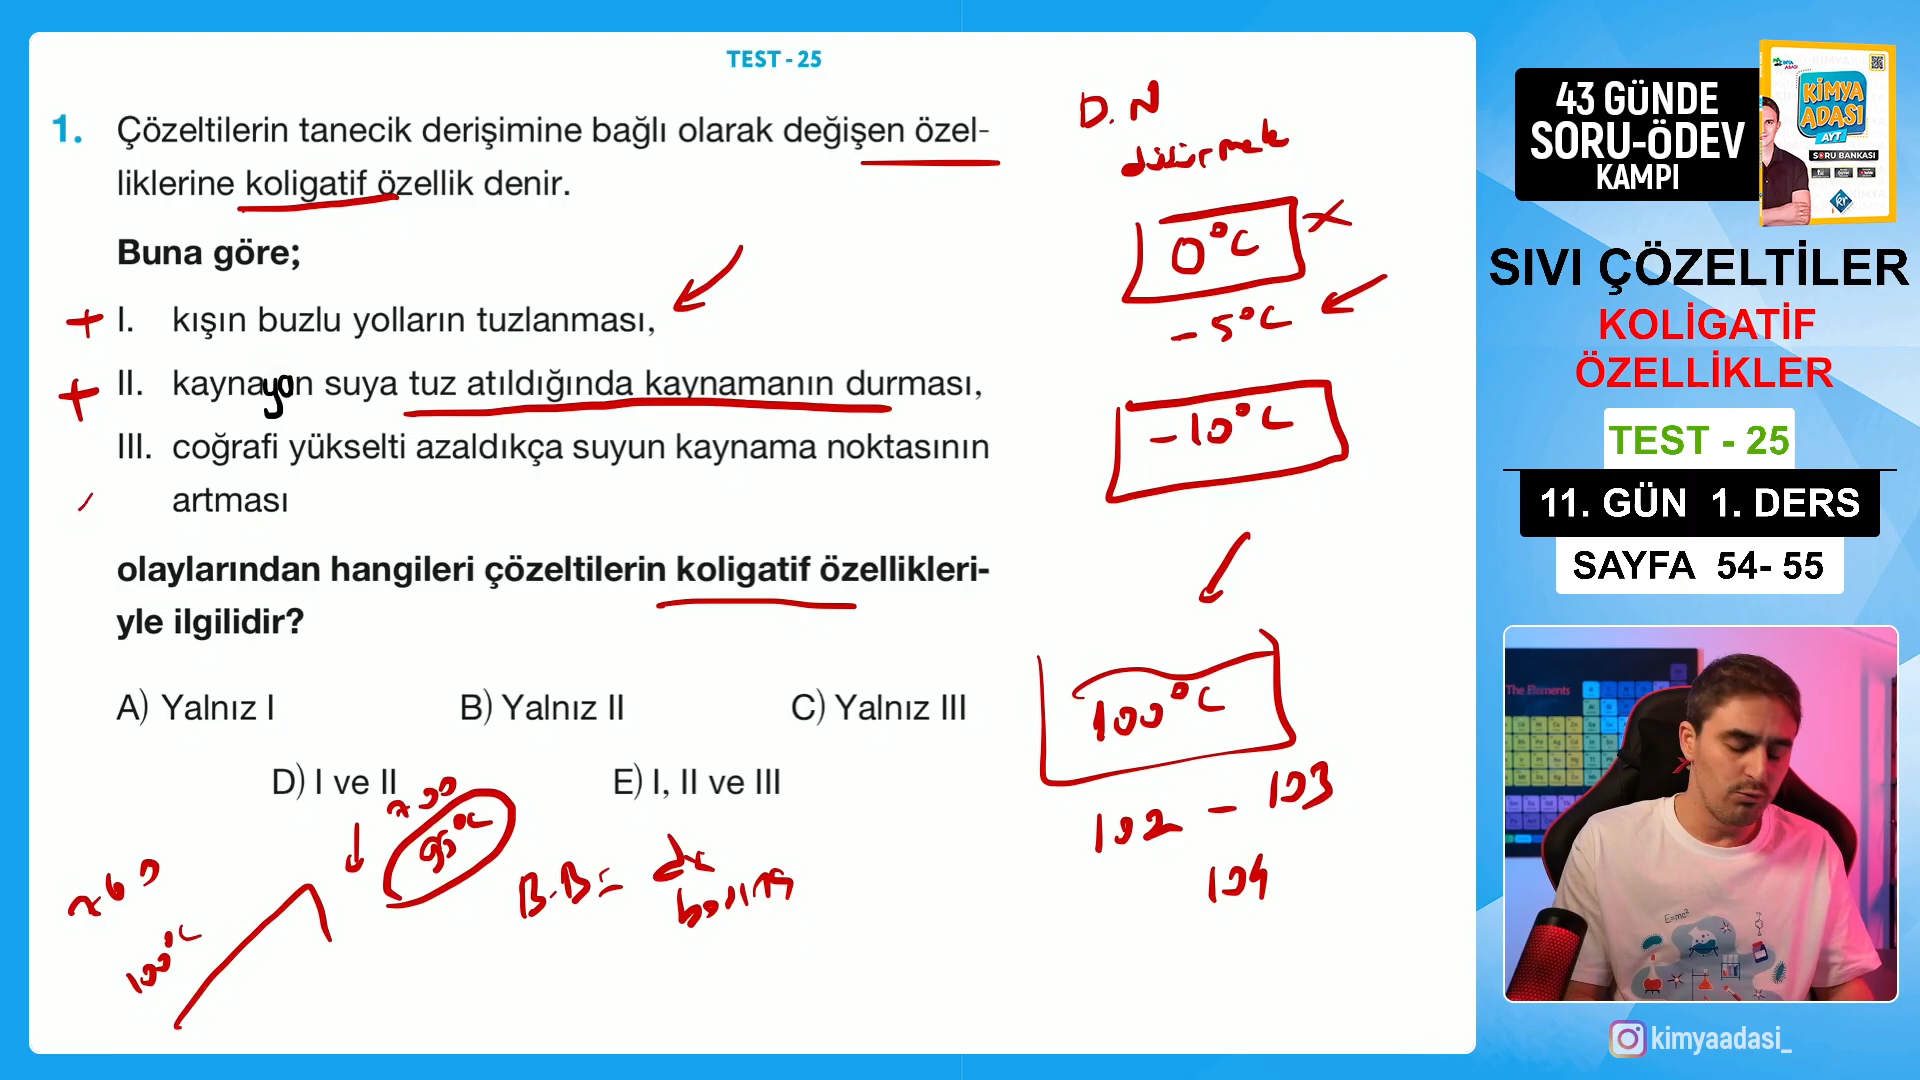 TEST - 25
1. Çözeltilerin tanecik derişimine bağlı olarak değişen özel-
liklerine koligatif özellik denir.
Buna göre;
+ I. kışın buzlu yolların tuzlanması,
+ II. kaynayan suya tuz atıldığında kaynamanın durması,
III. coğrafi yükselti azaldıkça suyun kaynama noktasının
artması
olaylarından hangileri çözeltilerin koligatif özellikleri-
yle ilgilidir?
A) Yalnız I B) Yalnız II C) Yalnız III
D) I ve II E) I, II ve III
D.N
0°C
-5°C
-10°C
100°C
102 - 103
104
95°C
B.B=
100°C
43 GÜNDE
SORU-ÖDEV
KAMPI
KİMYA
ADASI
AYT
SORU BANKASI
SIVI ÇÖZELTİLER
KOLİGATİF
ÖZELLİKLER
TEST - 25
11. GÜN 1. DERS
SAYFA 54- 55
The Elements
E=mc²
kimyaadasi_